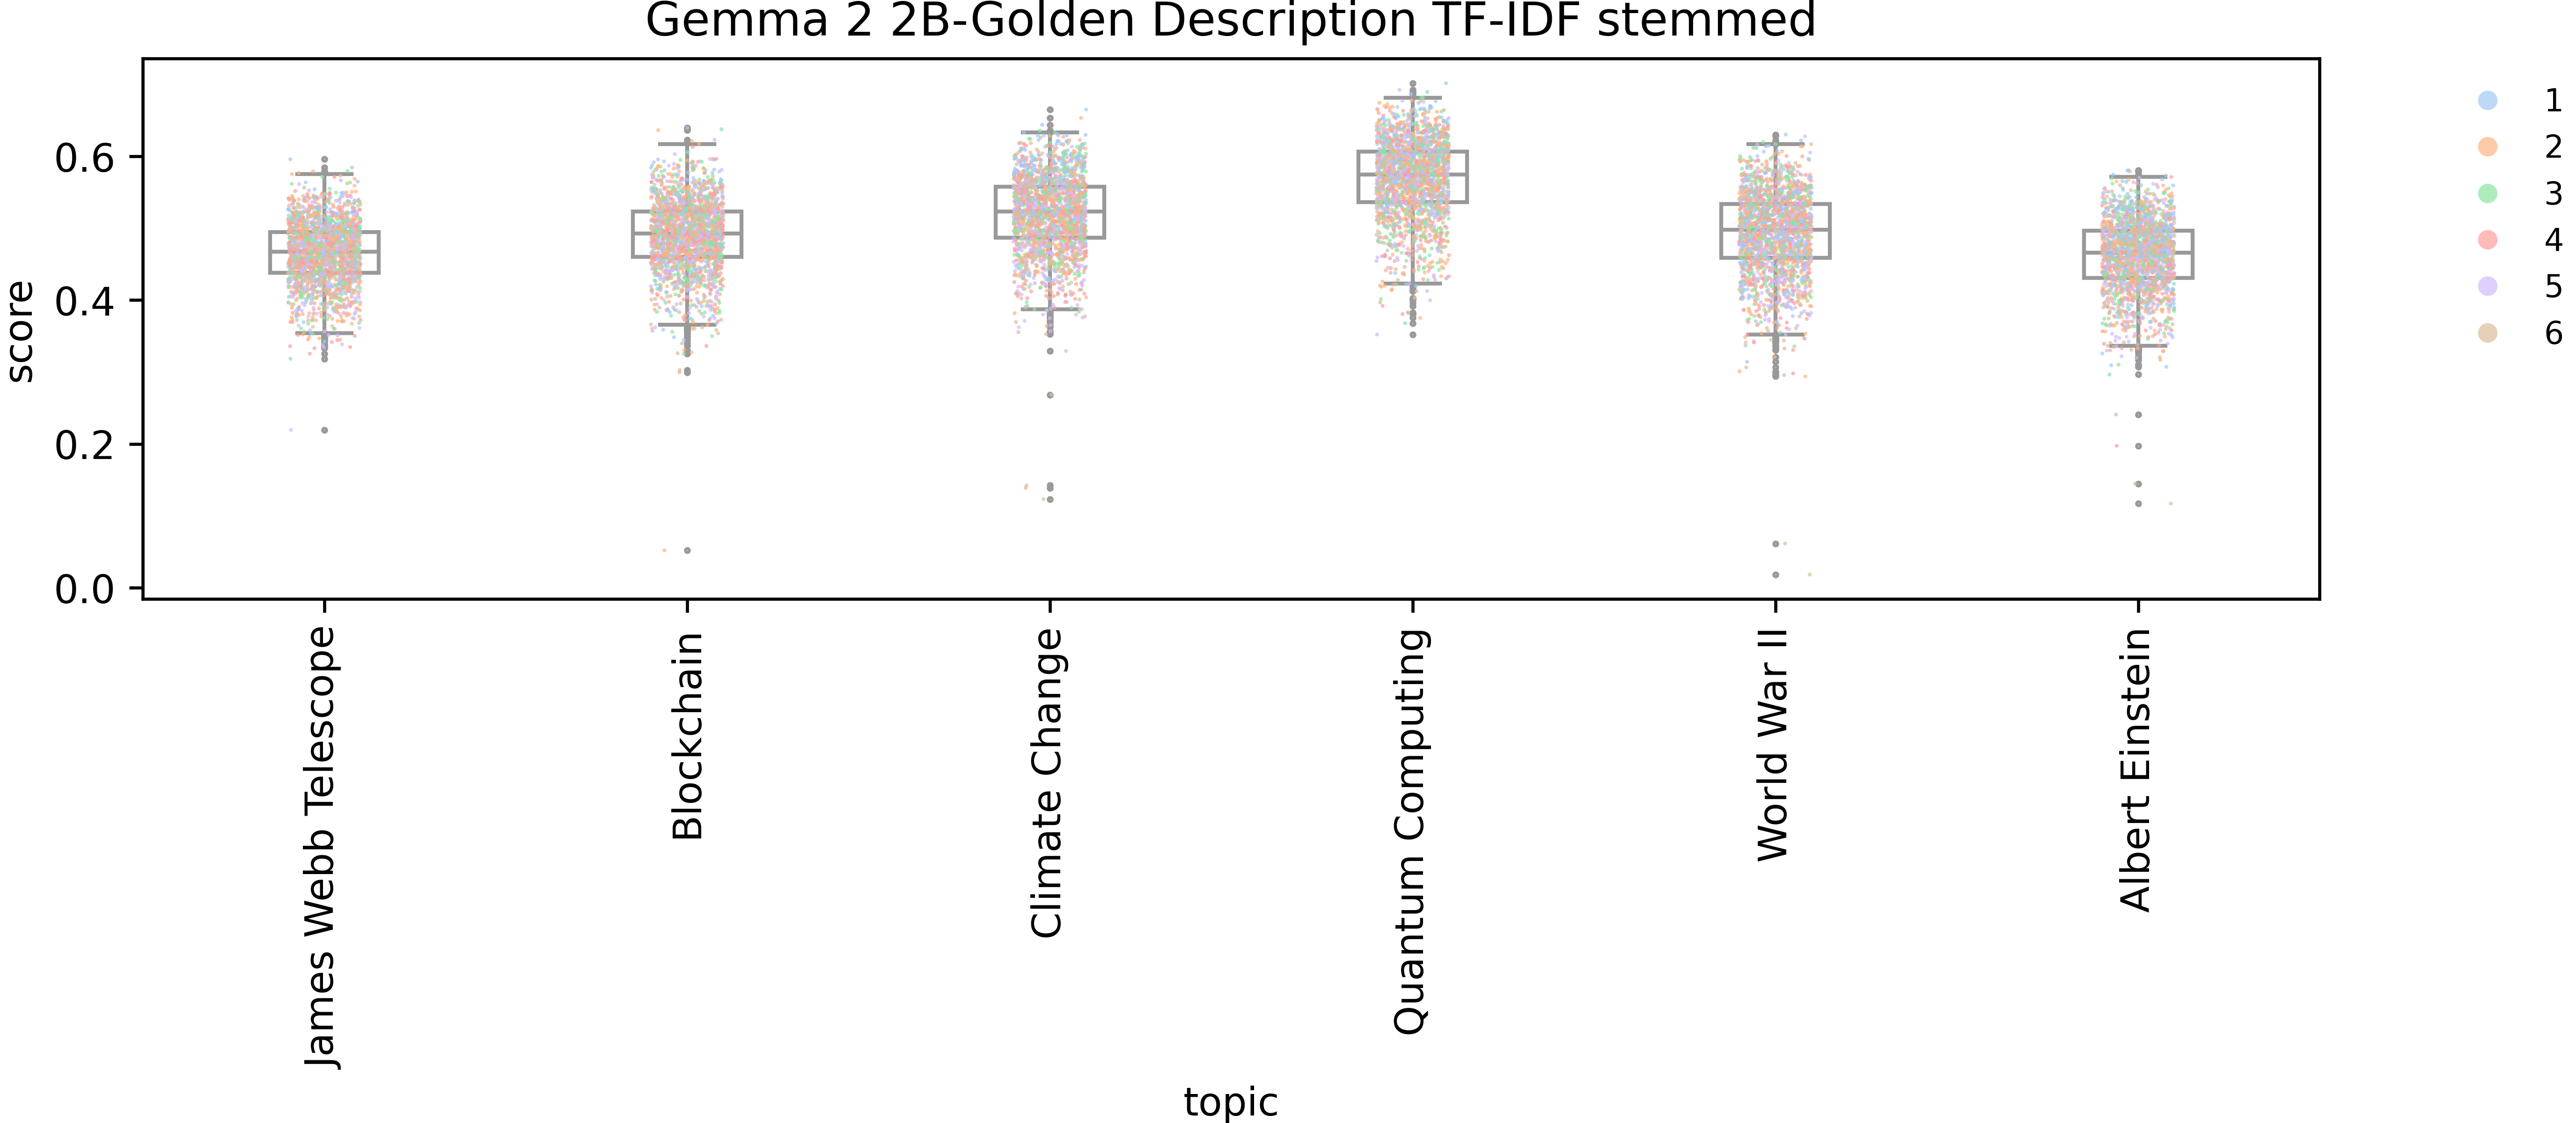 Gemma 2 2B-Golden Description TF-IDF stemmed
score
0.6
0.4
0.2
0.0
James Webb Telescope
Blockchain
Climate Change
Quantum Computing
World War II
Albert Einstein
topic
1
2
3
4
5
6